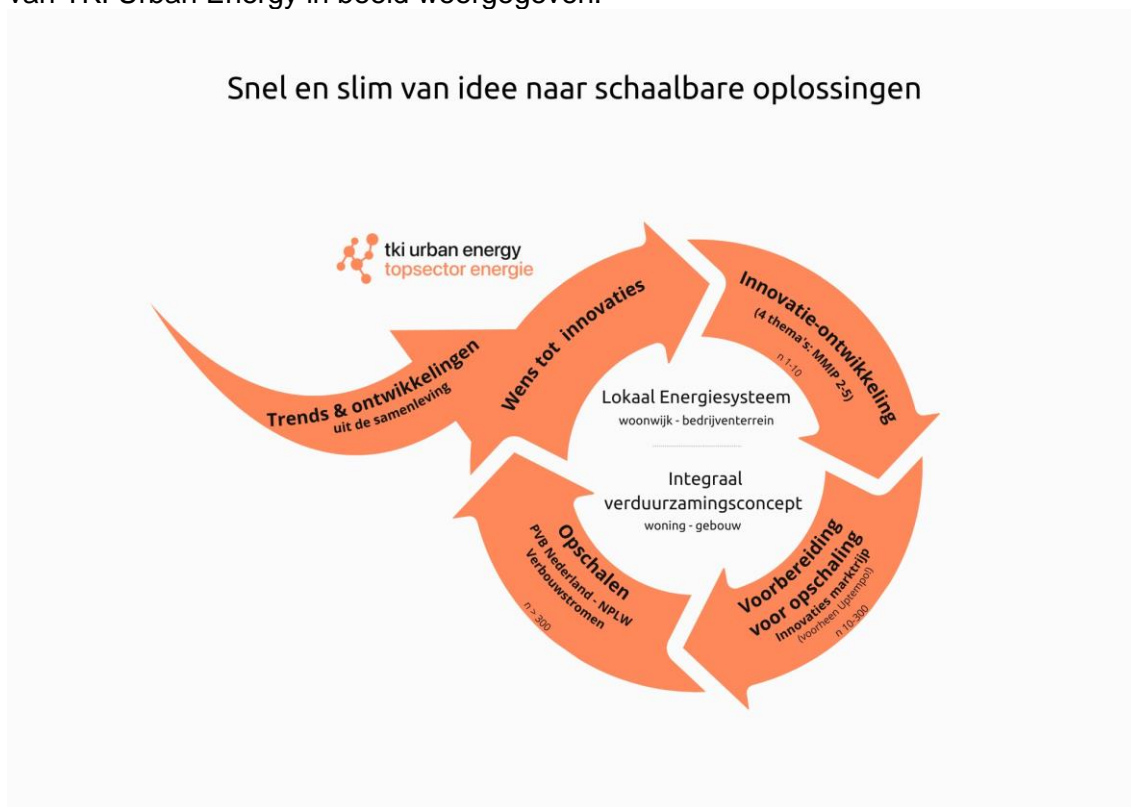 van TKI Urban Energy in beeld weergegeven.
Snel en slim van idee naar schaalbare oplossingen
tki urban energy
topsector energie
Trends & ontwikkelingen
uit de samenleving
Wens tot innovaties
Innovatie-ontwikkeling
(4 thema's: MMIP 2-5)
n 1-10
Lokaal Energiesysteem
woonwijk - bedrijventerrein
Integraal
verduurzamingsconcept
woning - gebouw
Voorbereiding
voor opschaling
Innovaties marktrijp
(voorheen Uptempo!)
n 10-300
Opschalen
PVB Nederland - NPLW
Verbouwstromen
n > 300